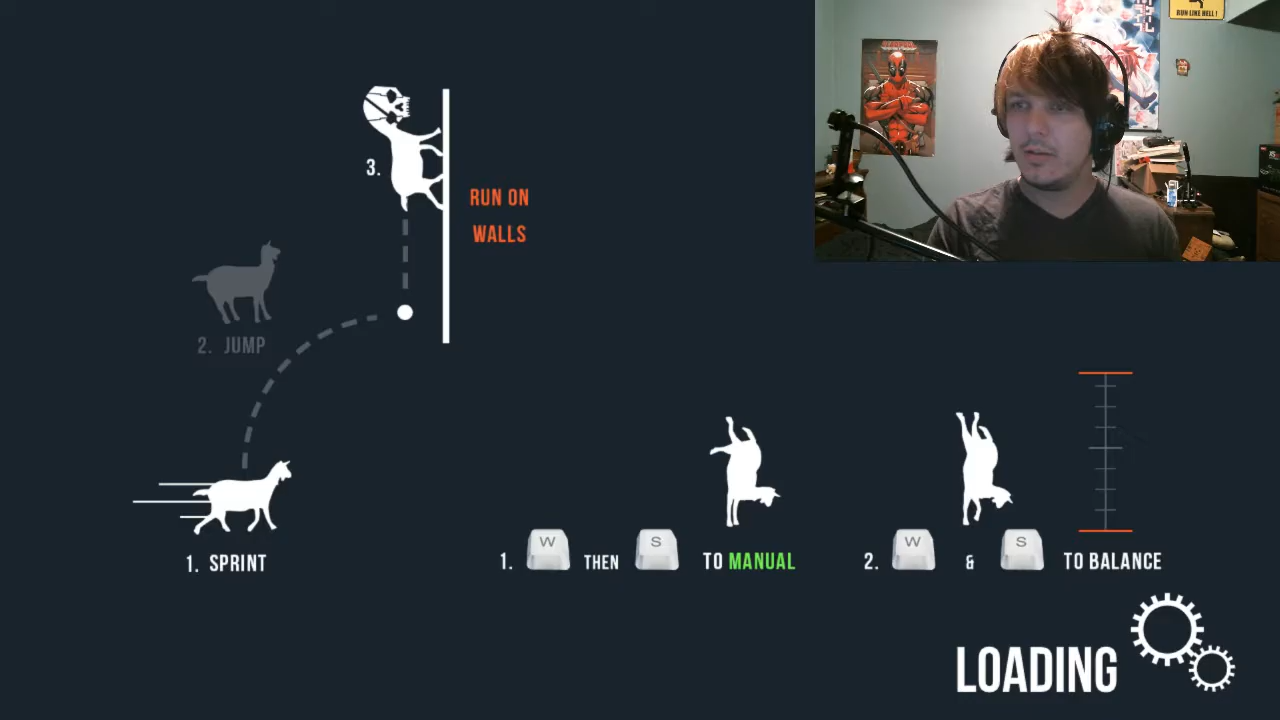 RUN LIKE HELL!
DEADPOOL
3.
RUN ON
WALLS
2. JUMP
1. SPRINT
1. W THEN S TO MANUAL
2. W & S TO BALANCE
LOADING